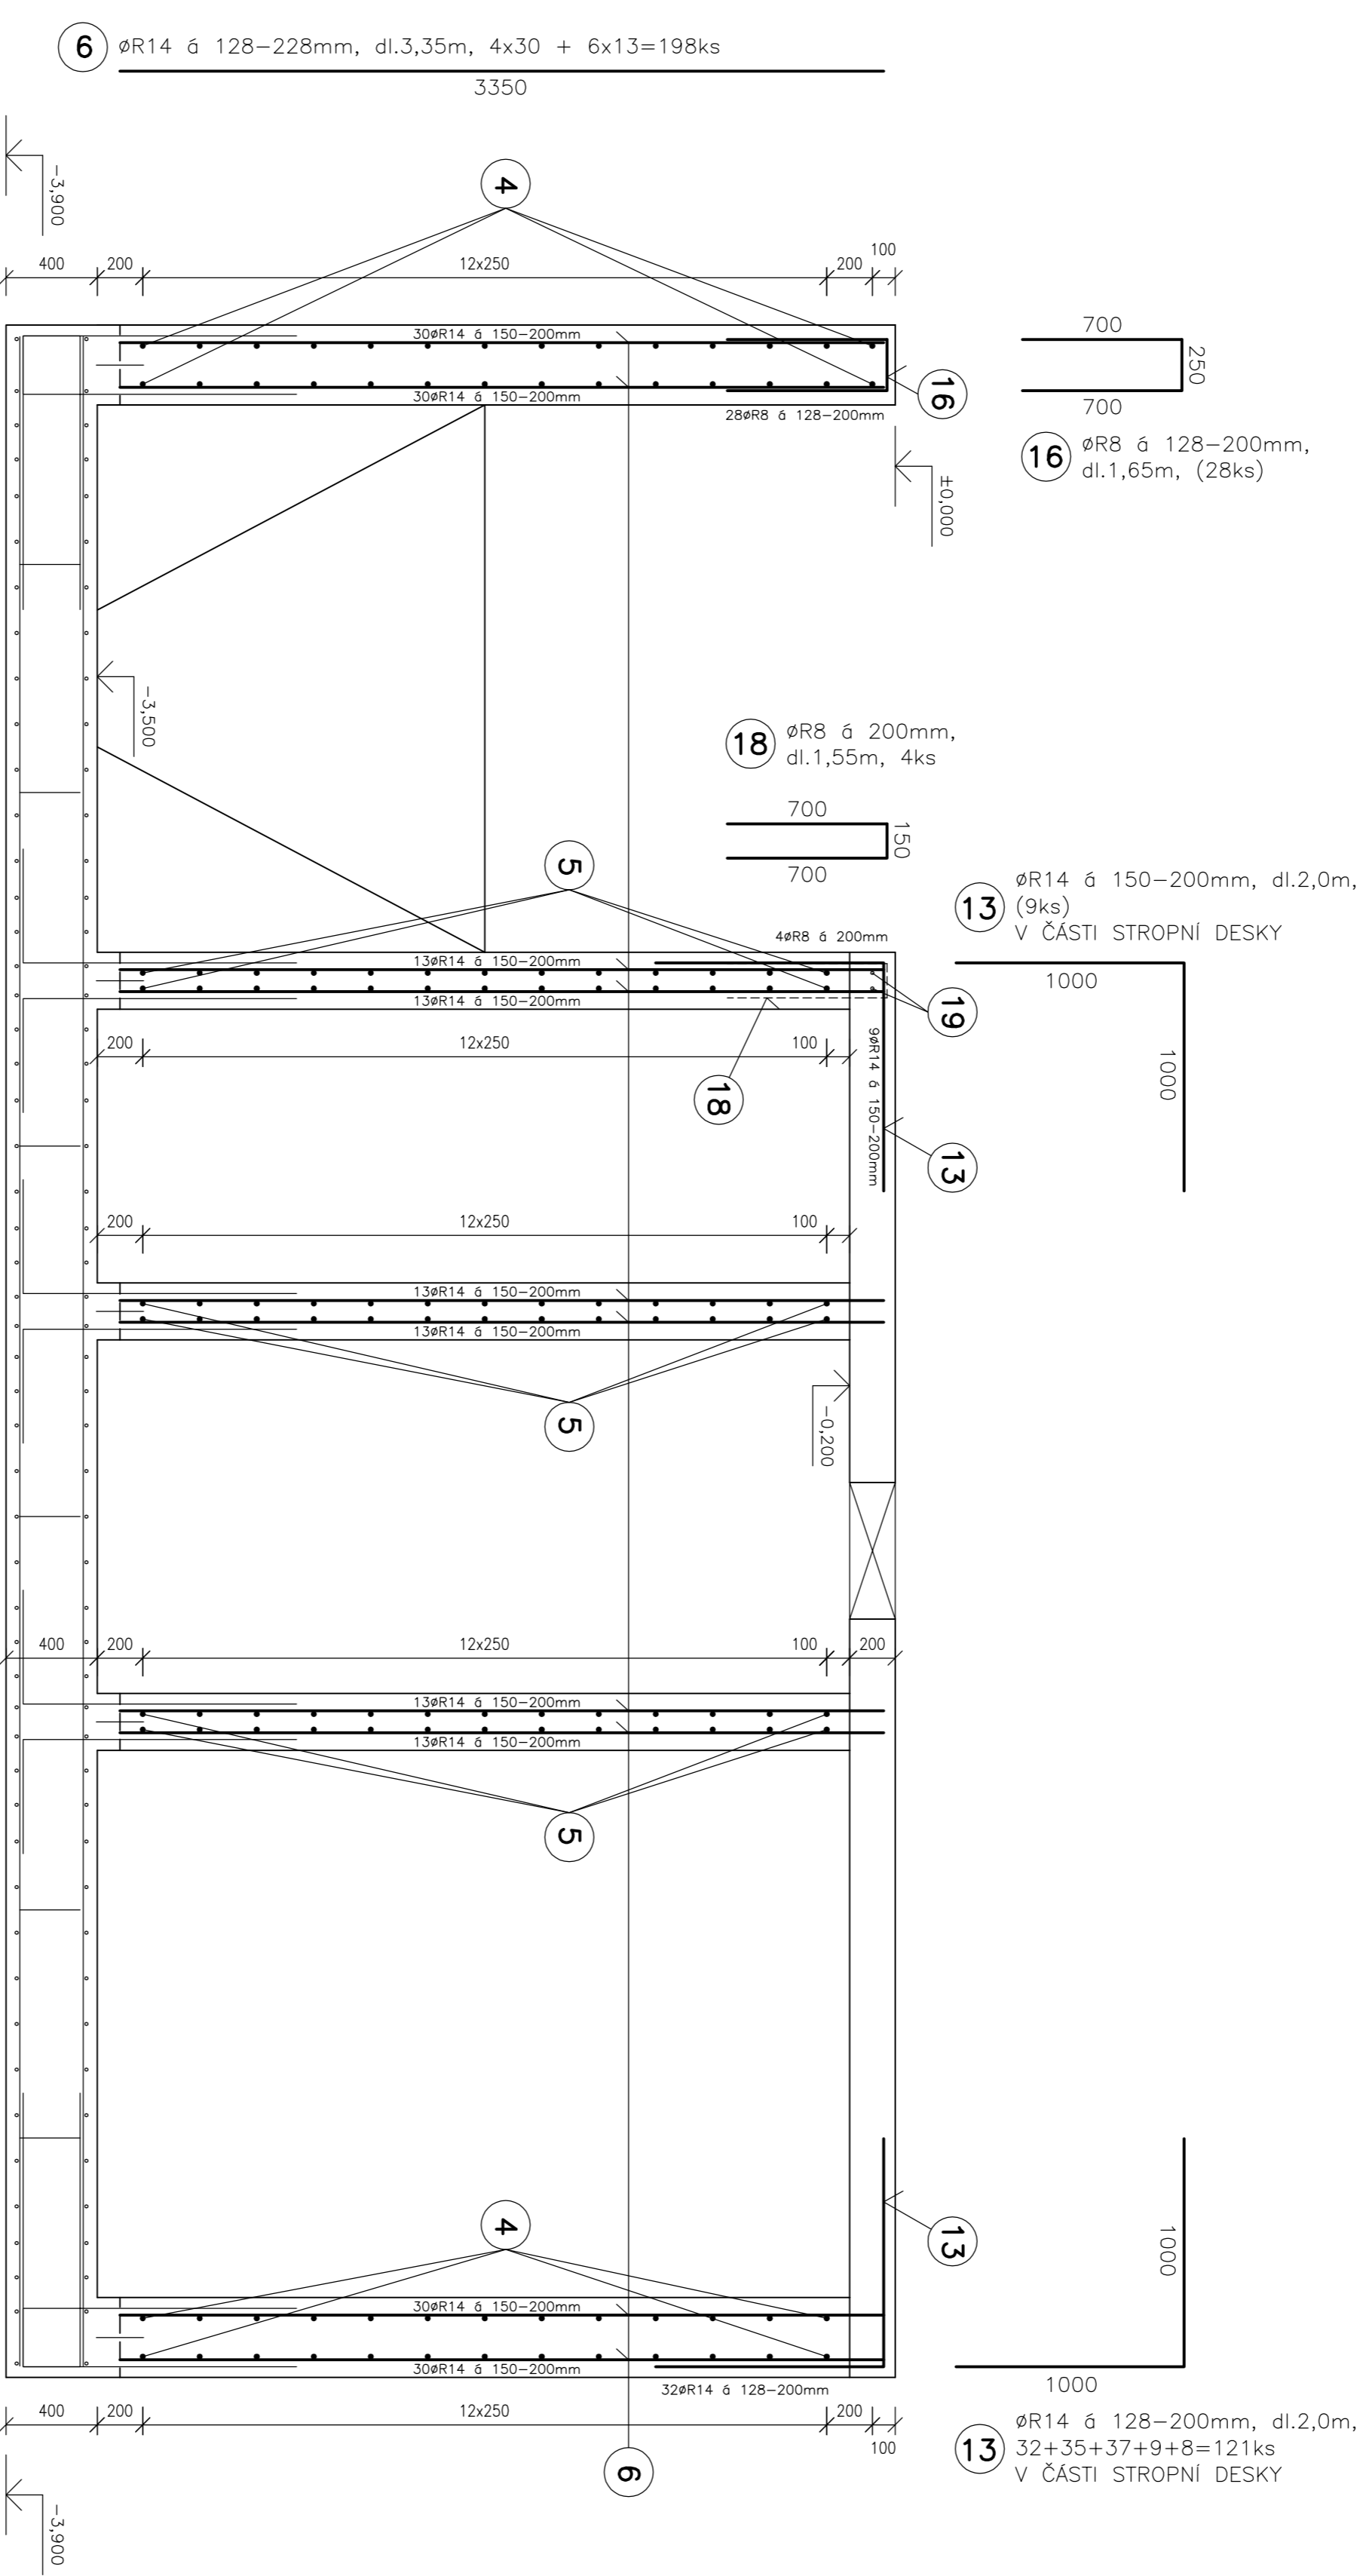 6
øR14 á 128-228mm, dl.3,35m, 4x30 + 6x13=198ks
3350
-3,900
4
400
200
12x250
200
100
30øR14 á 150-200mm
30øR14 á 150-200mm
28øR8 á 128-200mm
16
700
250
700
16
øR8 á 128-200mm,
dl.1,65m, (28ks)
±0,000
-3,500
18
øR8 á 200mm,
dl.1,55m, 4ks
700
150
700
5
13
øR14 á 150-200mm, dl.2,0m,
(9ks)
V ČÁSTI STROPNÍ DESKY
1000
1000
4øR8 á 200mm
13øR14 á 150-200mm
13øR14 á 150-200mm
19
200
12x250
100
9øR14 á 150-200mm
18
13
200
12x250
100
13øR14 á 150-200mm
13øR14 á 150-200mm
5
-0,200
400
200
12x250
100
200
13øR14 á 150-200mm
13øR14 á 150-200mm
5
4
13
1000
30øR14 á 150-200mm
30øR14 á 150-200mm
32øR14 á 128-200mm
1000
400
200
12x250
200
100
13
øR14 á 128-200mm, dl.2,0m,
32+35+37+9+8=121ks
V ČÁSTI STROPNÍ DESKY
6
-3,900